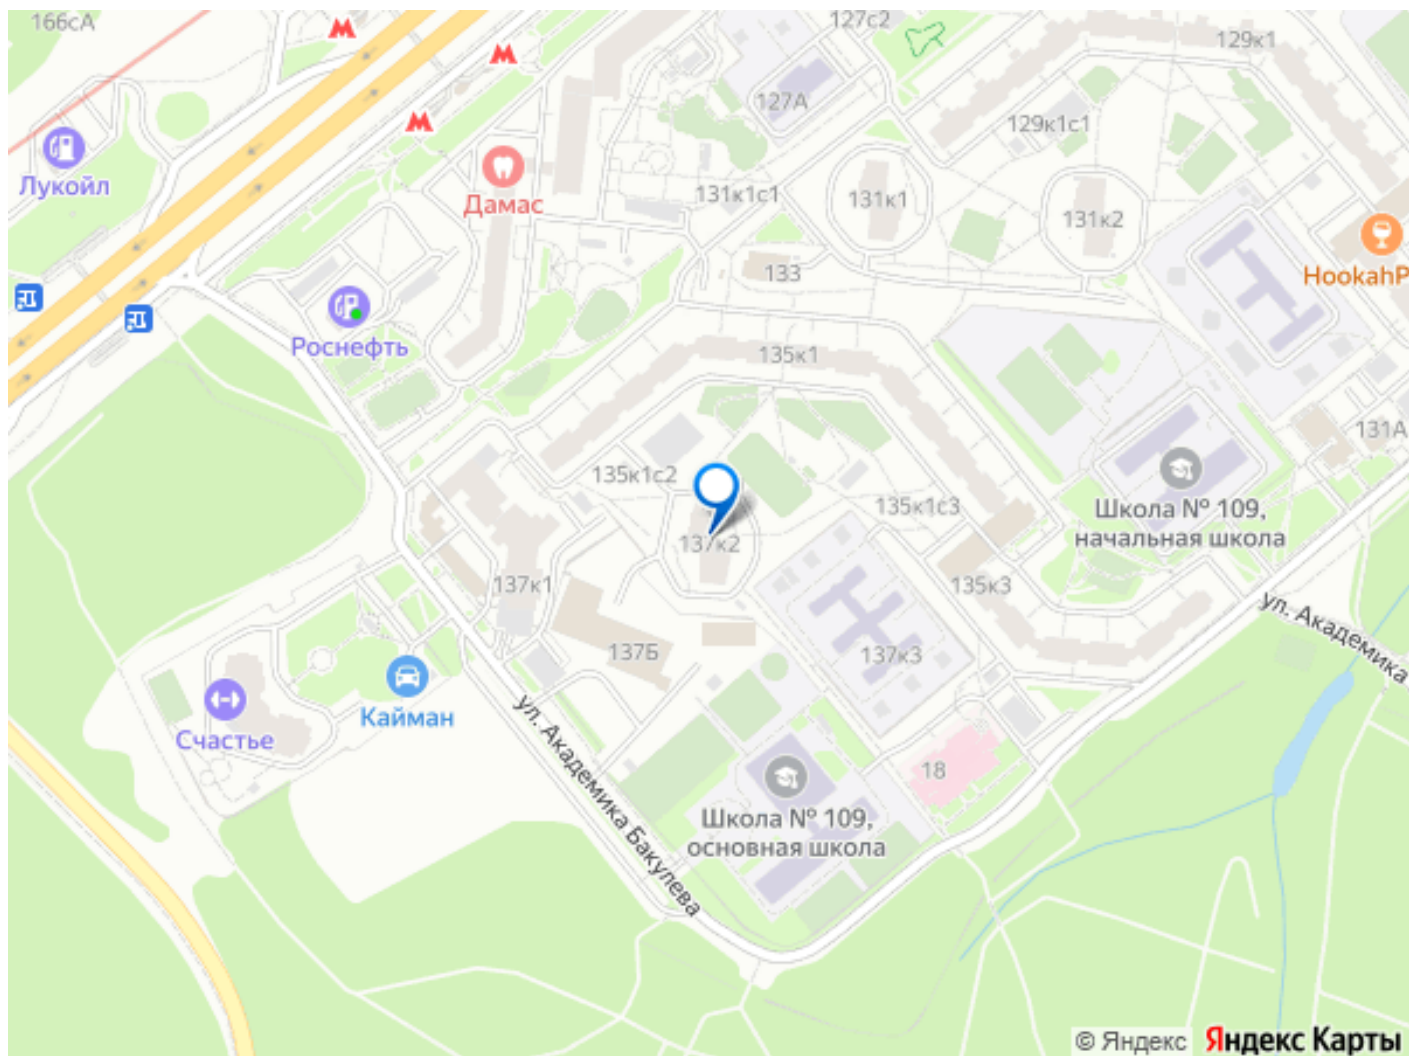 166сА
127с2
129к1
127А
129к1с1
Лукойл
Дамас
131к1с1
131к1
131к2
133
HookahP
Роснефть
135к1
131А
135к1с2
135к1с3
Школа № 109,
начальная школа
137к2
137к1
135к3
ул. Академика
137Б
137к3
Кайман
Счастье
ул. Академика Бакулева
18
Школа № 109,
основная школа
© Яндекс Яндекс Карты